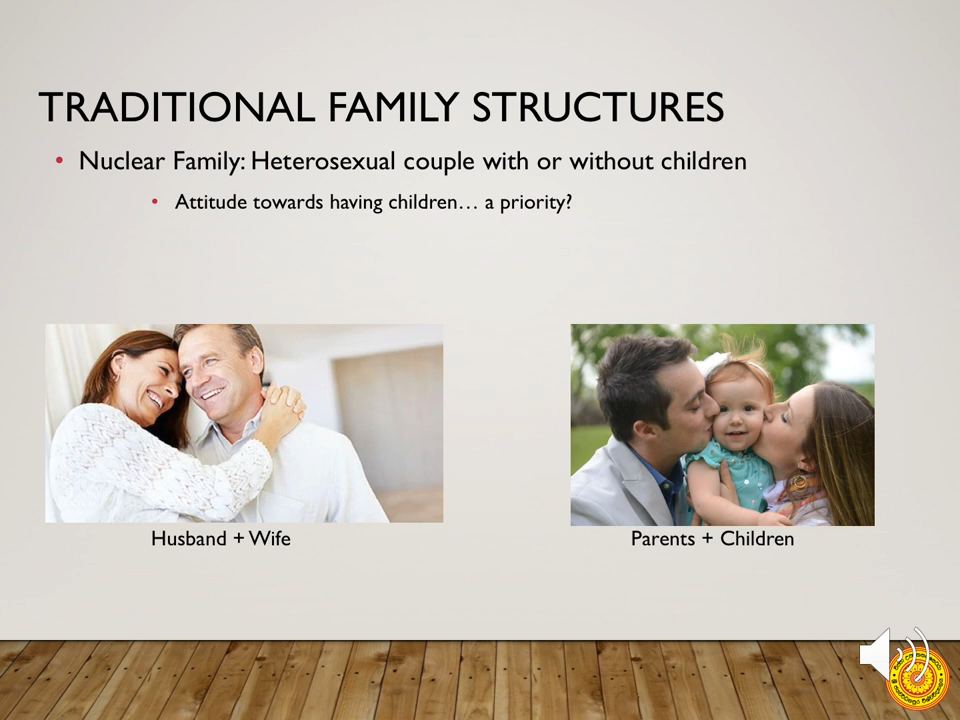 TRADITIONAL FAMILY STRUCTURES
• Nuclear Family: Heterosexual couple with or without children
• Attitude towards having children… a priority?
Husband + Wife
Parents + Children